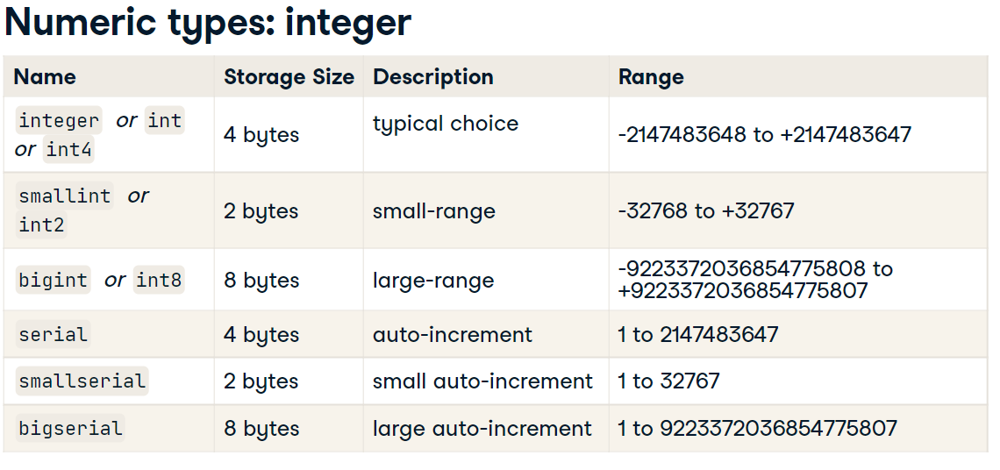 Numeric types: integer
Name Storage Size Description Range
integer or int
or int4
4 bytes
typical choice
-2147483648 to +2147483647
smallint or
int2
2 bytes
small-range
-32768 to +32767
bigint or int8
8 bytes
large-range
-9223372036854775808 to
+9223372036854775807
serial
4 bytes
auto-increment
1 to 2147483647
smallserial
2 bytes
small auto-increment
1 to 32767
bigserial
8 bytes
large auto-increment
1 to 9223372036854775807